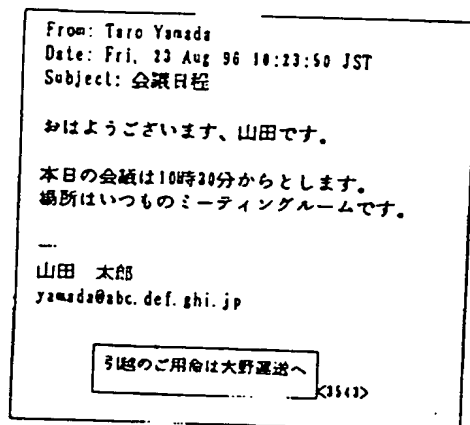 From: Taro Yamada
Date: Fri, 23 Aug 96 10:23:50 JST
Subject: 会議日程
おはようございます、山田です。
本日の会議は10時30分からとします。
場所はいつものミーティングルームです。
—
山田 太郎
yamada@abc.def.ghi.jp
引越のご用命は大野運送へ
<3543>